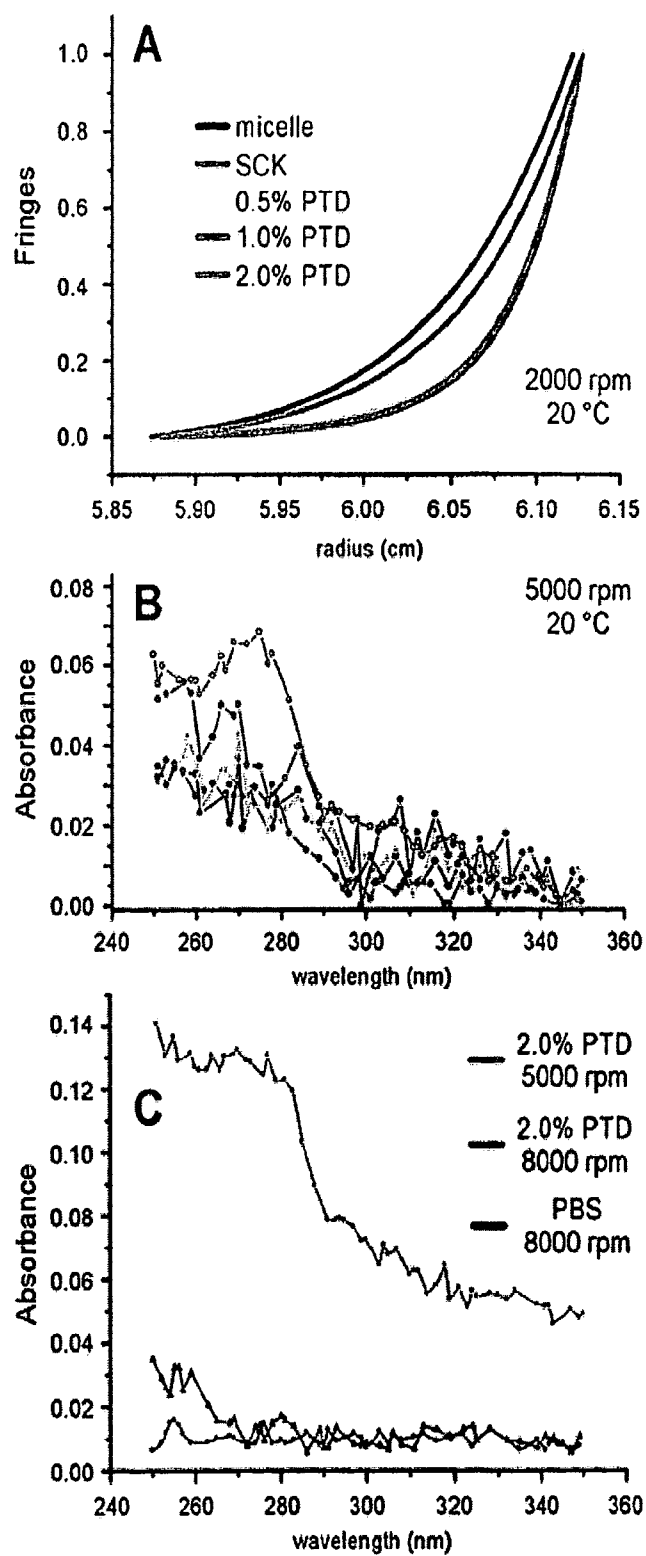 A
1.0
0.8
0.6
0.4
0.2
0.0
Fringes
micelle
SCK
0.5% PTD
1.0% PTD
2.0% PTD
2000 rpm
20 °C
5.85 5.90 5.95 6.00 6.05 6.10 6.15
radius (cm)
B
0.08
0.06
0.04
0.02
0.00
Absorbance
5000 rpm
20 °C
240 260 280 300 320 340 360
wavelength (nm)
C
0.14
0.12
0.10
0.08
0.06
0.04
0.02
0.00
Absorbance
2.0% PTD
5000 rpm
2.0% PTD
8000 rpm
PBS
8000 rpm
240 260 280 300 320 340 360
wavelength (nm)